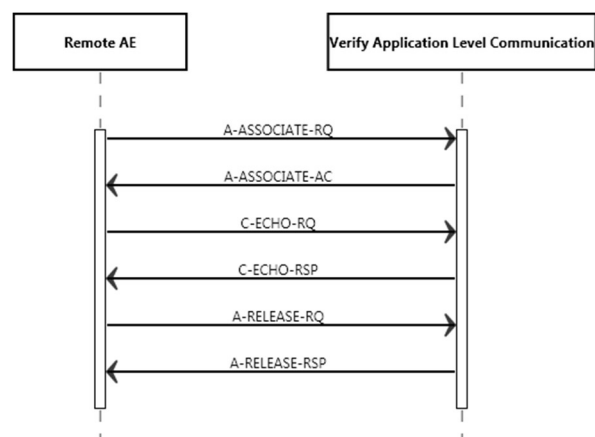 Remote AE
Verify Application Level Communication
A-ASSOCIATE-RQ
A-ASSOCIATE-AC
C-ECHO-RQ
C-ECHO-RSP
A-RELEASE-RQ
A-RELEASE-RSP